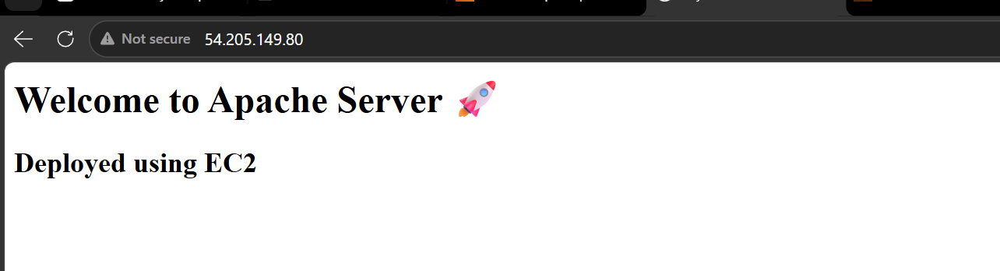 Not secure 54.205.149.80
Welcome to Apache Server 🚀
Deployed using EC2